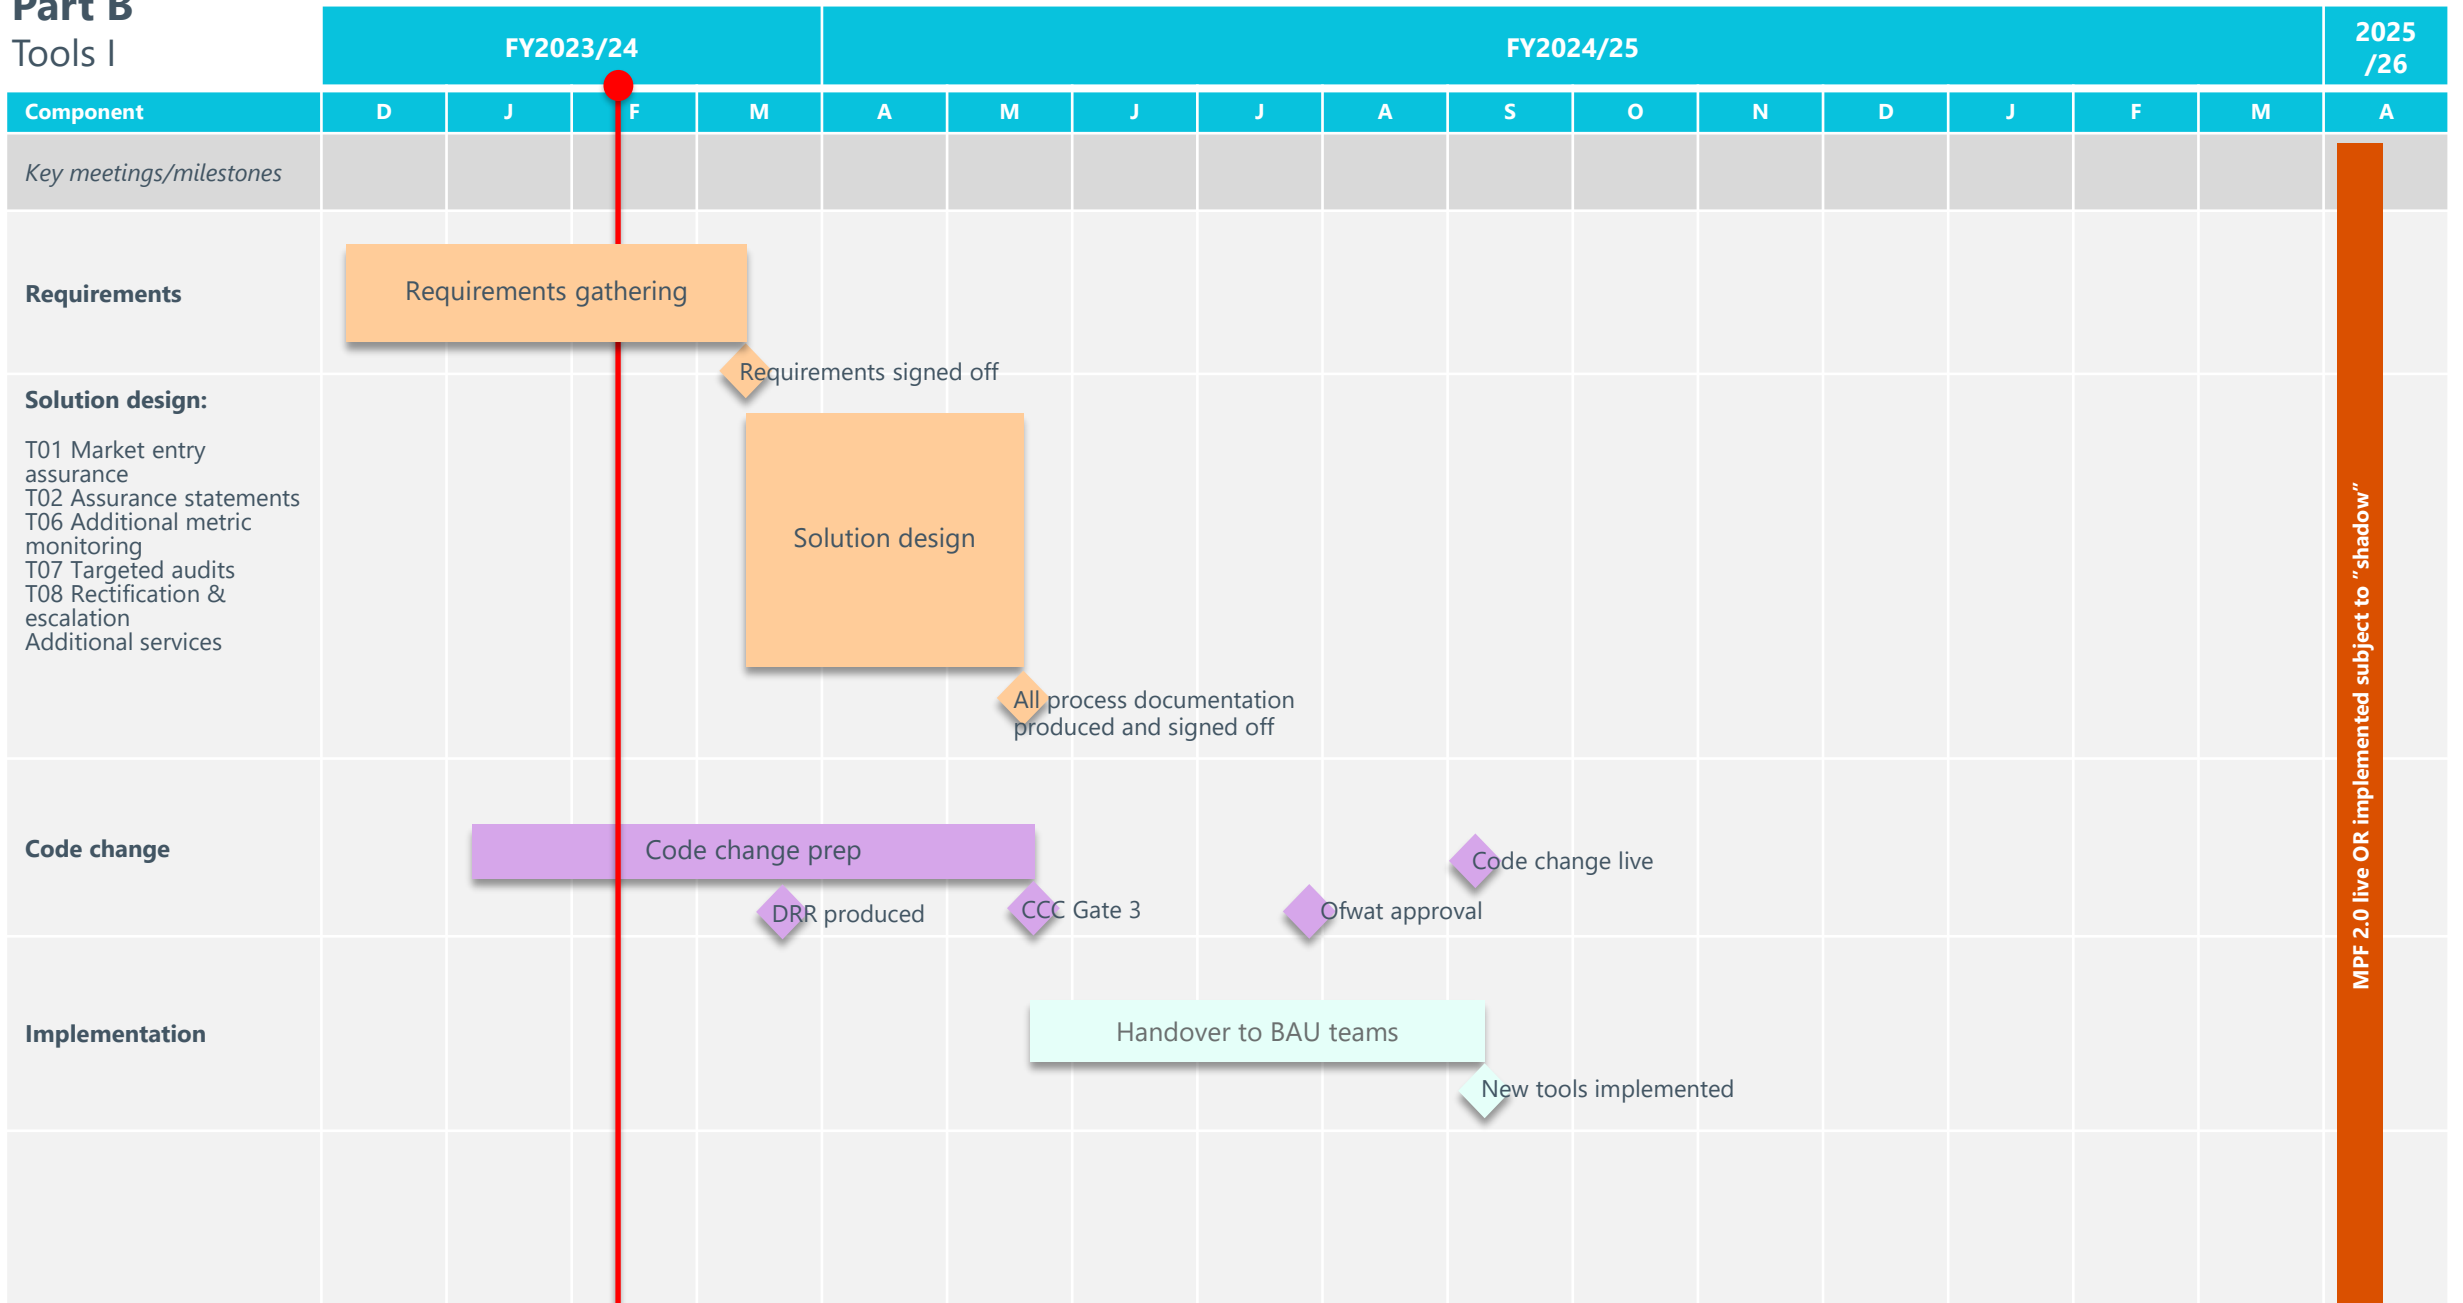 Part B
Tools I
FY2023/24
FY2024/25
2025
/26
Component
D
J
F
M
A
M
J
J
A
S
O
N
D
J
F
M
A
Key meetings/milestones
Requirements
Requirements gathering
Requirements signed off
Solution design:
T01 Market entry
assurance
T02 Assurance statements
T06 Additional metric
monitoring
T07 Targeted audits
T08 Rectification &
escalation
Additional services
Solution design
All process documentation
produced and signed off
Code change
Code change prep
Code change live
DRR produced
CCC Gate 3
Ofwat approval
Implementation
Handover to BAU teams
New tools implemented
MPF 2.0 live OR implemented subject to “shadow”